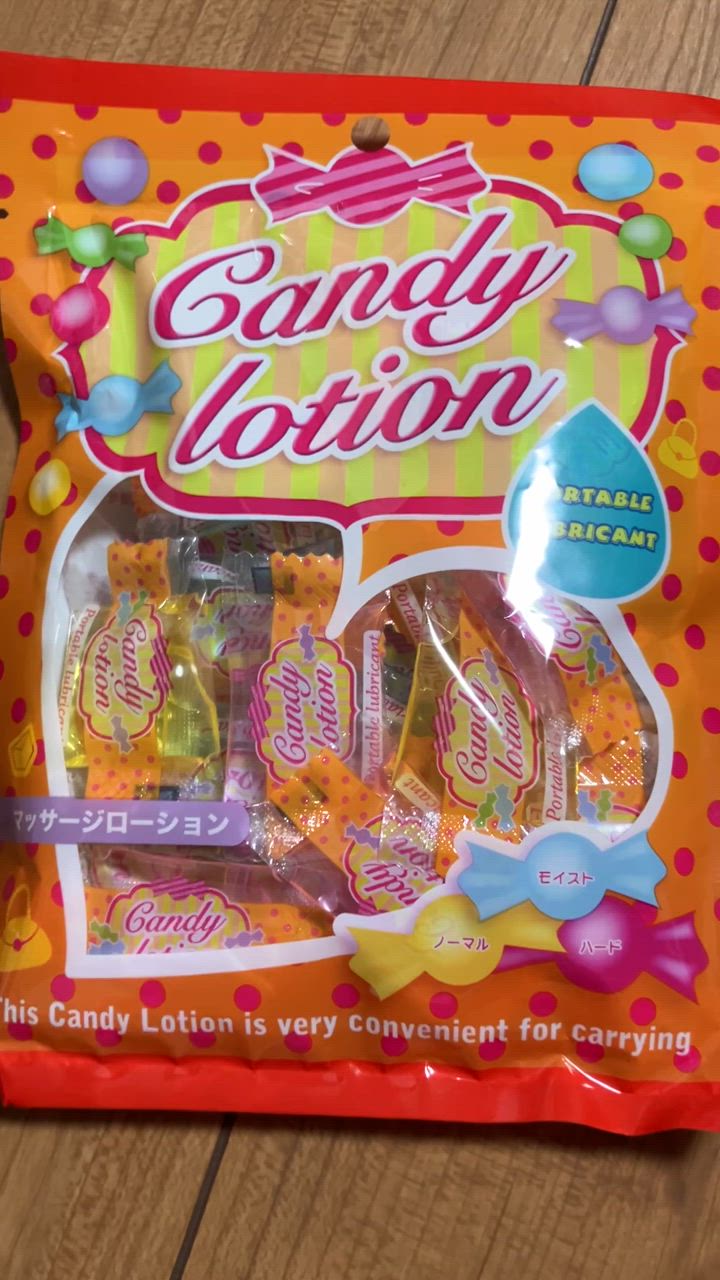 Candy
lotion
PORTABLE
LUBRICANT
Candy
lotion
Portable lubricant
Candy
lotion
Portable lubricant
Candy
lotion
Portable
マッサージローション
Candy
モイスト
ノーマル
ハード
This Candy Lotion is very convenient for carrying